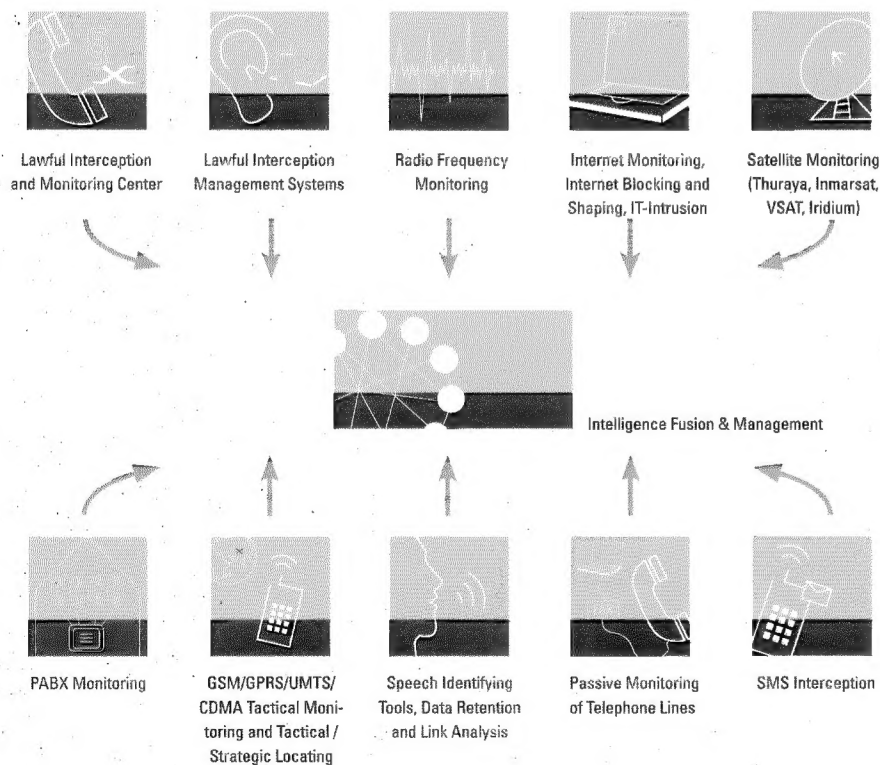 Lawful Interception
and Monitoring Center
Lawful Interception
Management Systems
Radio Frequency
Monitoring
Internet Monitoring,
Internet Blocking and
Shaping, IT-Intrusion
Satellite Monitoring
(Thuraya, Inmarsat,
VSAT, Iridium)
Intelligence Fusion & Management
PABX Monitoring
GSM/GPRS/UMTS/
CDMA Tactical Moni-
toring and Tactical /
Strategic Locating
Speech Identifying
Tools, Data Retention
and Link Analysis
Passive Monitoring
of Telephone Lines
SMS Interception